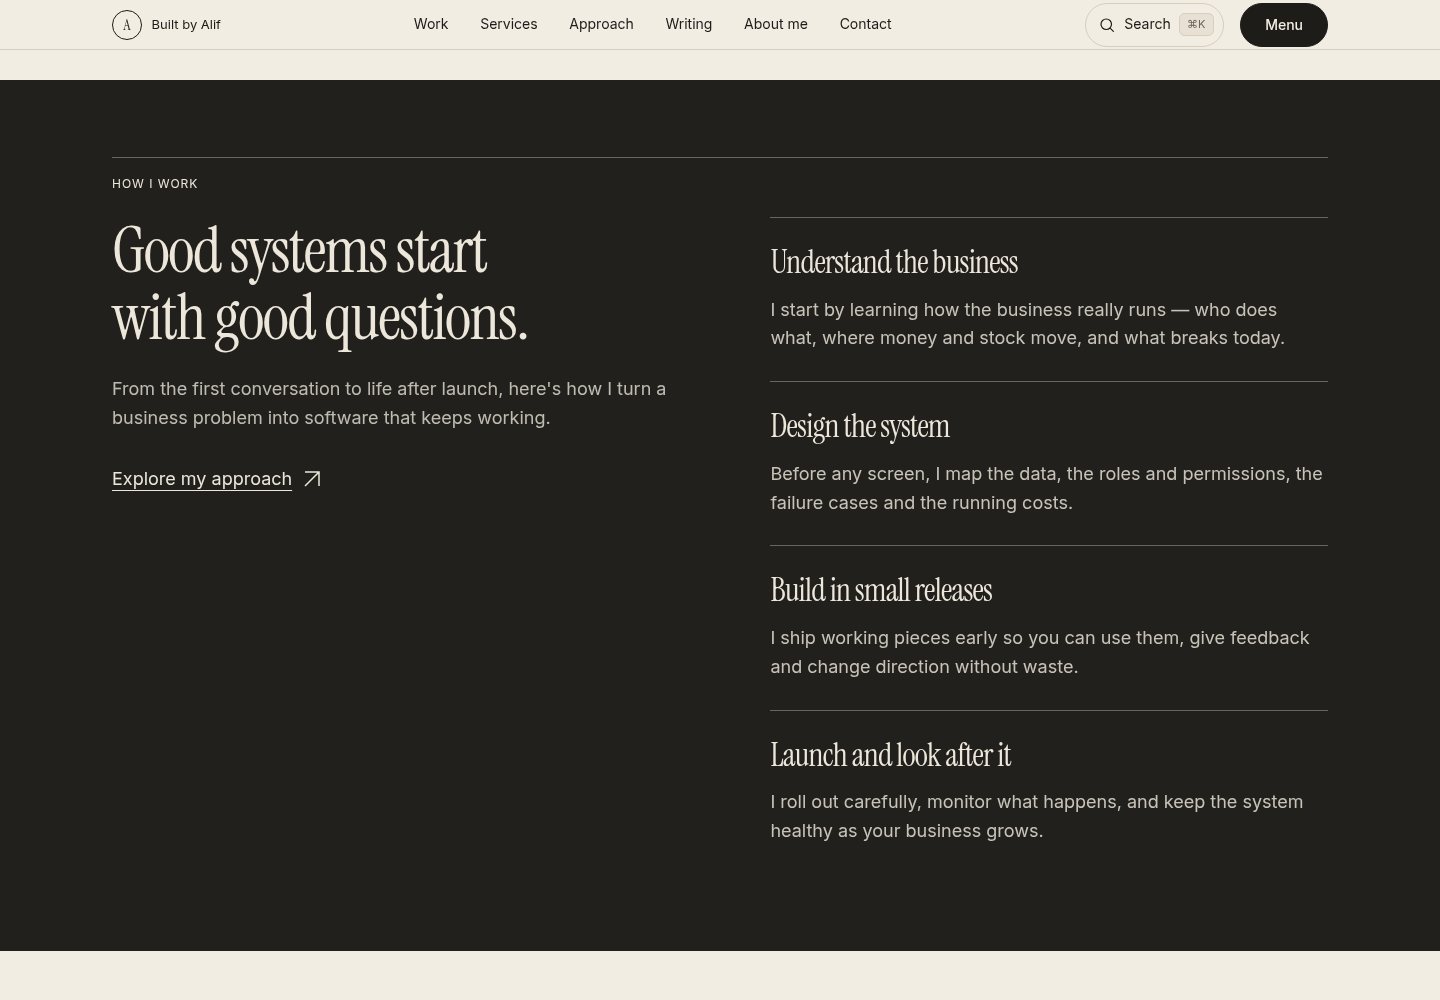 A
Built by Alif
Work
Services
Approach
Writing
About me
Contact
Search
⌘K
Menu
HOW I WORK
Good systems start
with good questions.
From the first conversation to life after launch, here's how I turn a
business problem into software that keeps working.
Explore my approach
Understand the business
I start by learning how the business really runs — who does
what, where money and stock move, and what breaks today.
Design the system
Before any screen, I map the data, the roles and permissions, the
failure cases and the running costs.
Build in small releases
I ship working pieces early so you can use them, give feedback
and change direction without waste.
Launch and look after it
I roll out carefully, monitor what happens, and keep the system
healthy as your business grows.